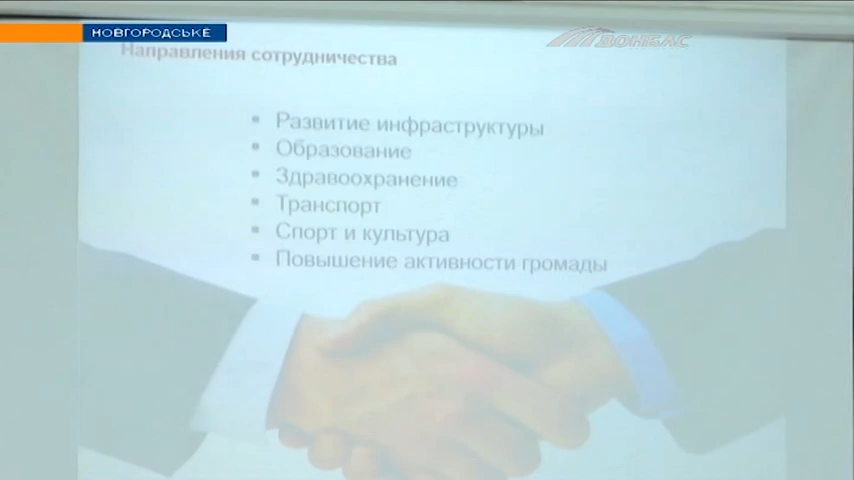 НОВГОРОДСЬКЕ
ДОНБАС
Направления сотрудничества
Развитие инфраструктуры
Образование
Здравоохранение
Транспорт
Спорт и культура
Повышение активности громады